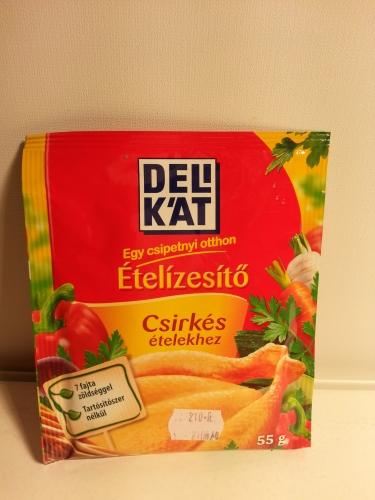 DELI
KÁT
Egy csipetnyi otthon
Ételízesítő
Csirkés
ételekhez
7 fajta
zöldséggel
Tartósítószer
nélkül
55 g